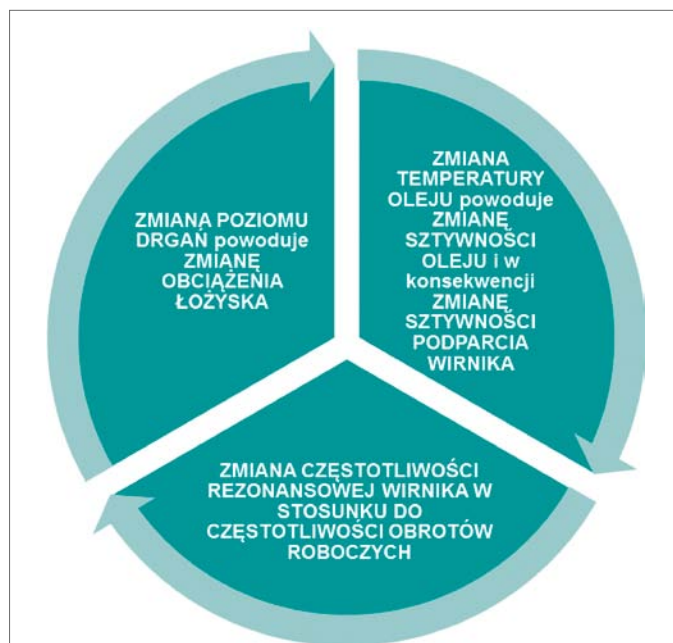 ZMIANA
TEMPERATURY
OLEJU powoduje
ZMIANĘ
SZTYWNOŚCI
OLEJU i w
konsekwencji
ZMIANĘ
SZTYWNOŚCI
PODPARCIA
WIRNIKA
ZMIANA CZĘSTOTLIWOŚCI
REZONANSOWEJ WIRNIKA W
STOSUNKU DO
CZĘSTOTLIWOŚCI OBROTÓW
ROBOCZYCH
ZMIANA POZIOMU
DRGAŃ powoduje
ZMIANĘ
OBCIĄŻENIA
ŁOŻYSKA